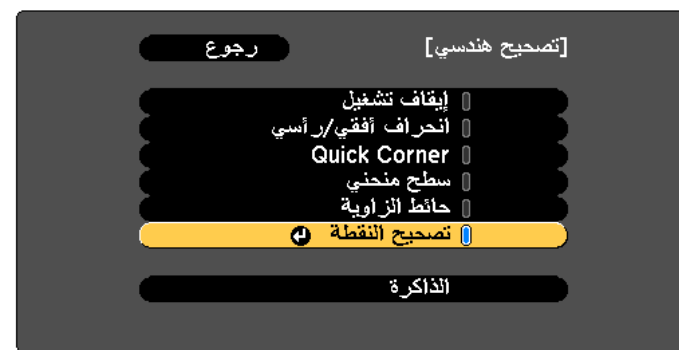 [تصحيح هندسي] رجوع
إيقاف تشغيل
انحراف أفقي/رأسي
Quick Corner
سطح منحني
حائط الزاوية
تصحيح النقطة
الذاكرة